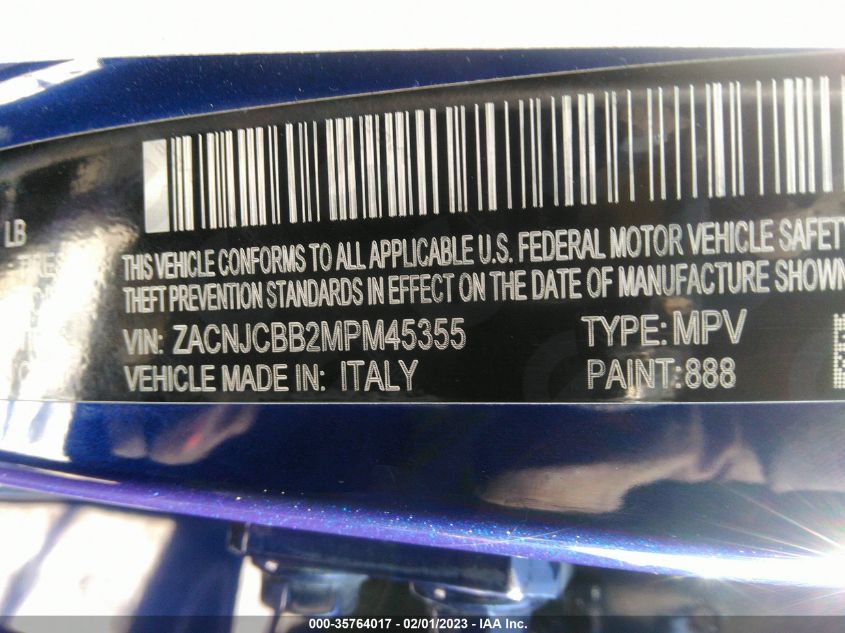 LB
THIS VEHICLE CONFORMS TO ALL APPLICABLE U.S. FEDERAL MOTOR VEHICLE SAFETY
THEFT PREVENTION STANDARDS IN EFFECT ON THE DATE OF MANUFACTURE SHOWN
VIN: ZACNJCBB2MPM45355 TYPE: MPV
VEHICLE MADE IN: ITALY PAINT: 888
000-35764017 — 02/01/2023 — IAA Inc.